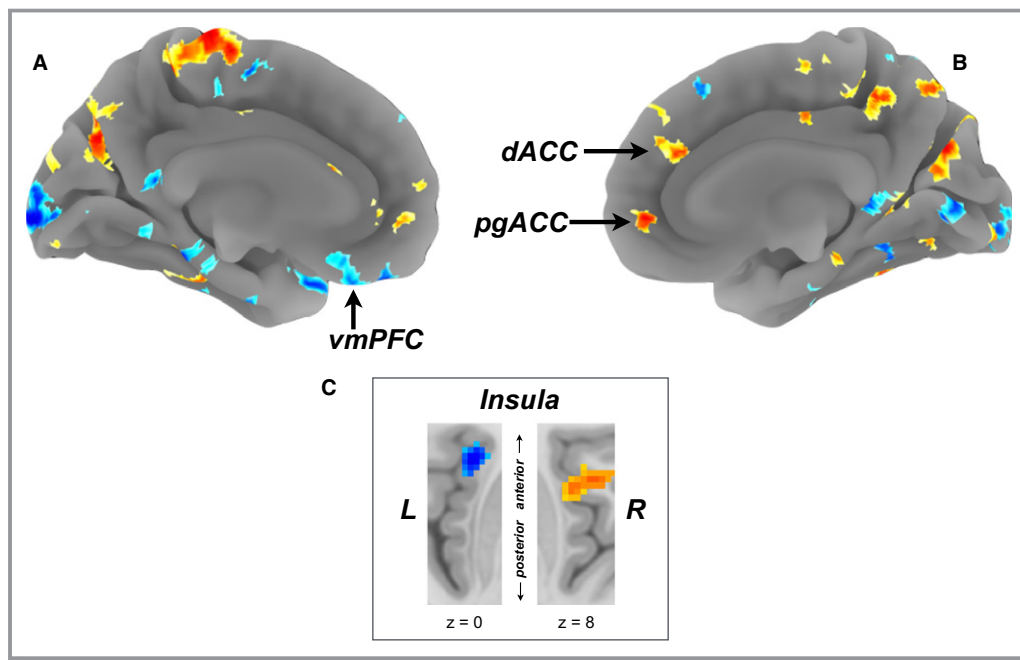 A
B
dACC
pgACC
vmPFC
C
Insula
L
← posterior anterior →
R
z = 0
z = 8